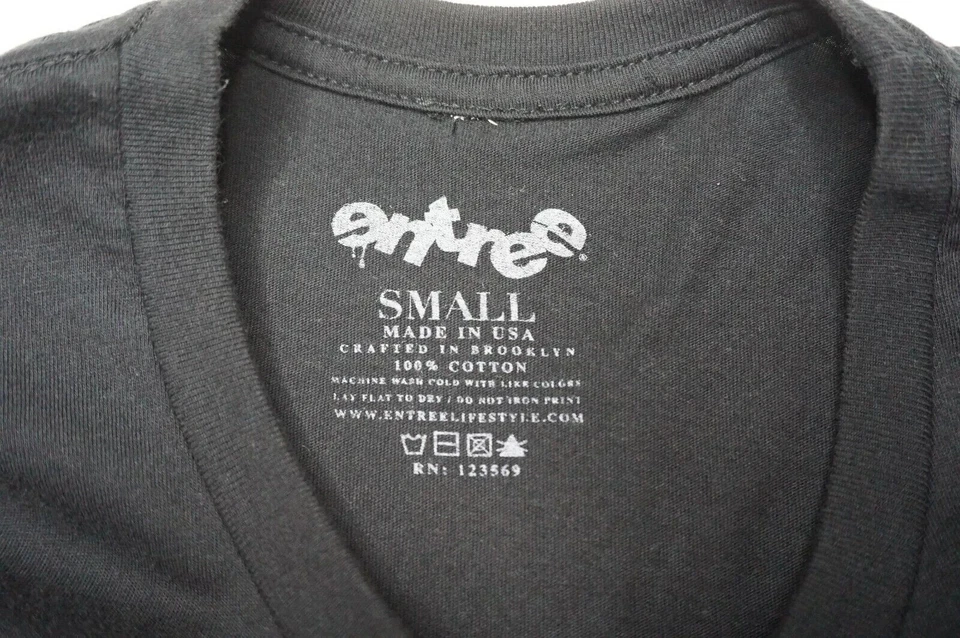 entree®
SMALL
MADE IN USA
CRAFTED IN BROOKLYN
100% COTTON
MACHINE WASH COLD WITH LIKE COLORS
LAY FLAT TO DRY / DO NOT IRON PRINT
WWW.ENTREELIFESTYLE.COM
RN: 123569